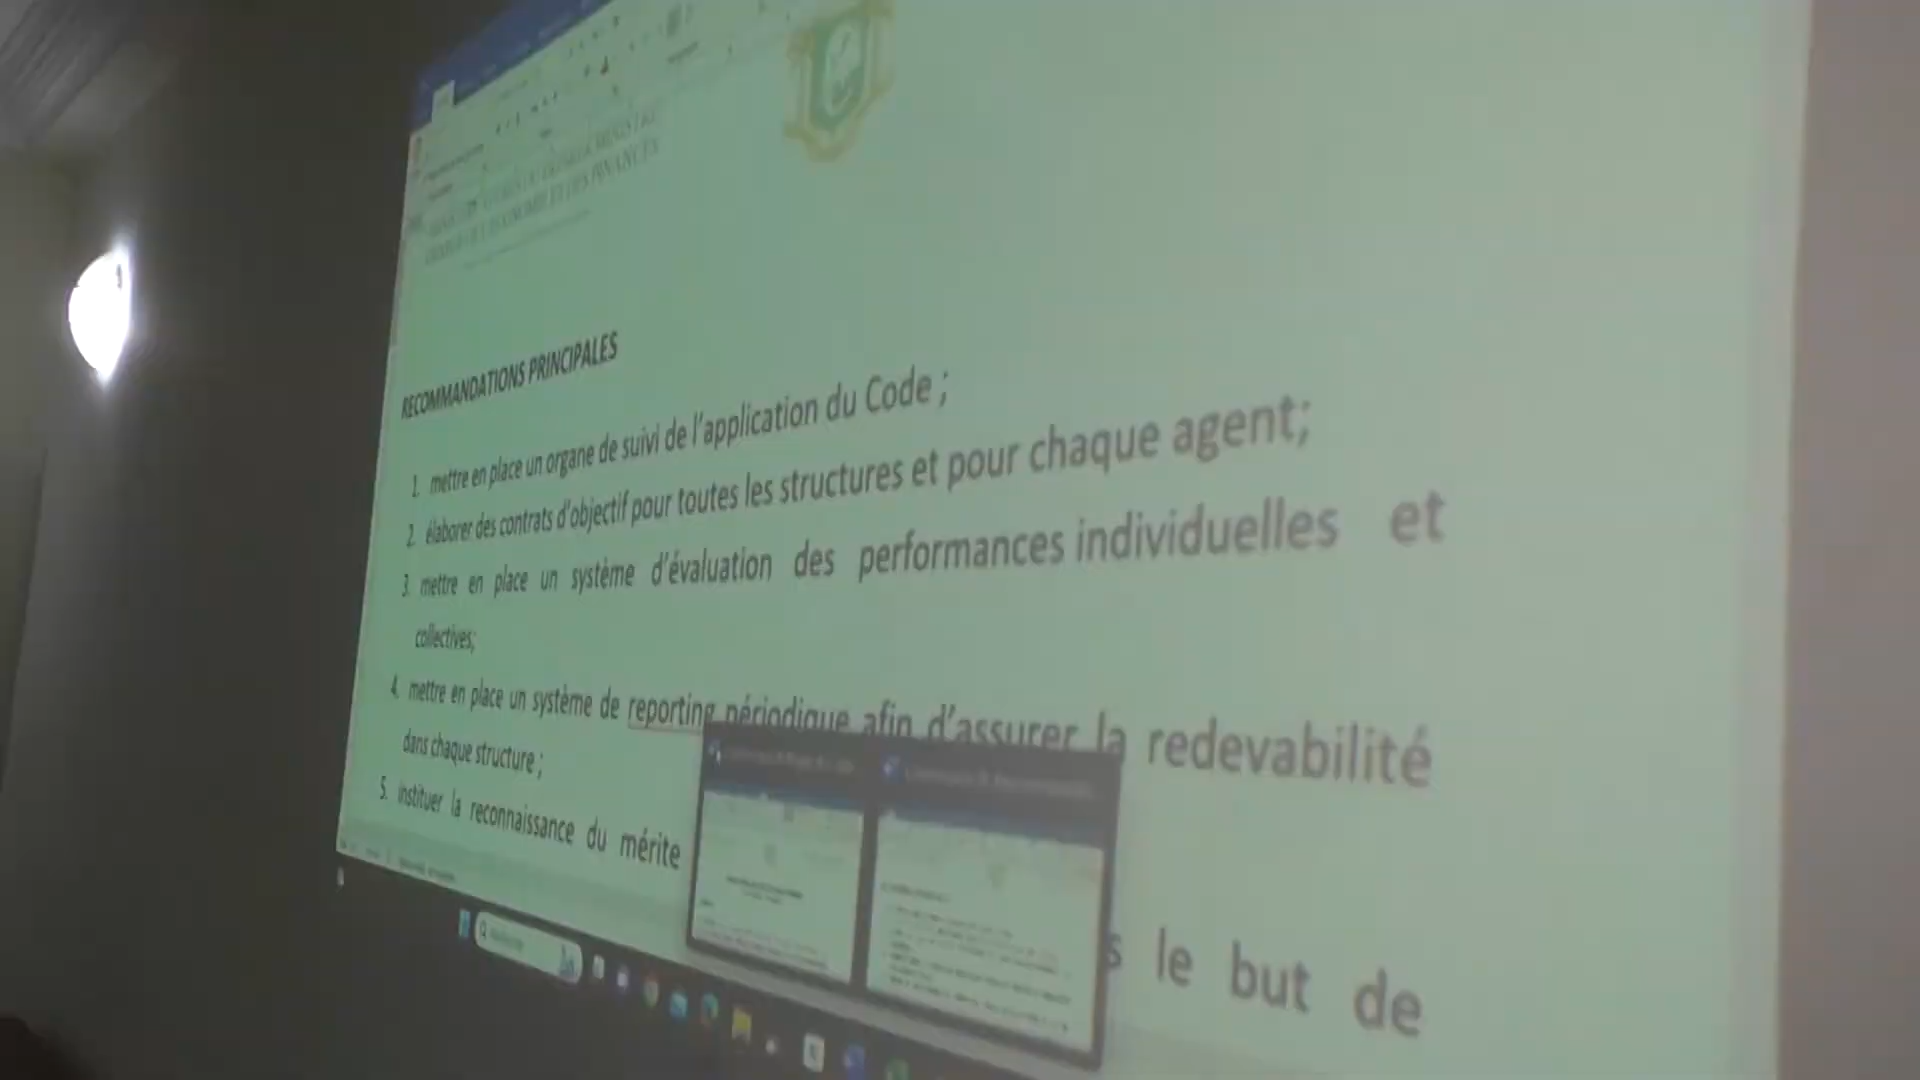 ET DES FINANCES
RECOMMANDATIONS PRINCIPALES
1. mettre en place un organe de suivi de l'application du Code ;
2. élaborer des contrats d'objectif pour toutes les structures et pour chaque agent;
3. mettre en place un système d'évaluation des performances individuelles et
collectives;
4. mettre en place un système de reporting périodique afin d'assurer la redevabilité
dans chaque structure ;
5. instituer la reconnaissance du mérite
le but de